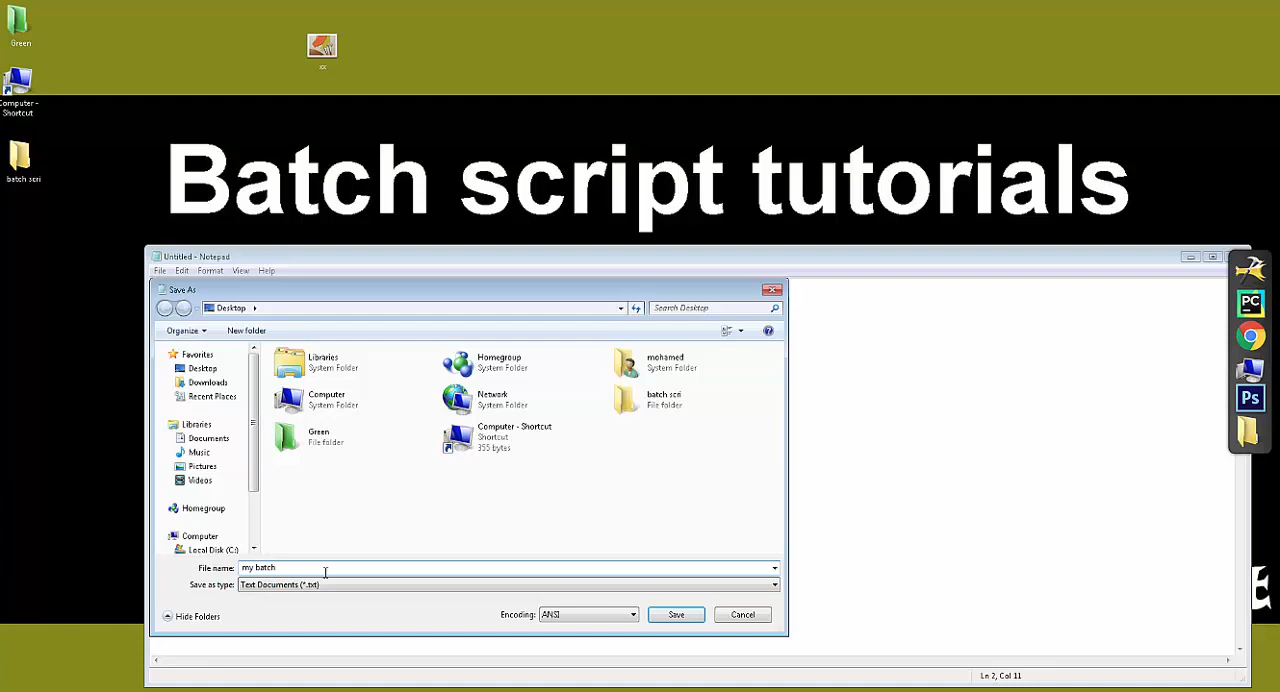 Green
xx
Computer -
Shortcut
batch scri
Batch script tutorials
Untitled - Notepad
File Edit Format View Help
Save As
Desktop
Search Desktop
Organize New folder
Favorites
Desktop
Downloads
Recent Places
Libraries
Documents
Music
Pictures
Videos
Homegroup
Computer
Local Disk (C:)
Libraries
System Folder
Homegroup
System Folder
mohamed
System Folder
Computer
System Folder
Network
System Folder
batch scri
File folder
Green
File folder
Computer - Shortcut
Shortcut
355 bytes
File name: my batch
Save as type: Text Documents (*.txt)
Hide Folders
Encoding: ANSI
Save
Cancel
Ln 2, Col 11
PC
Ps